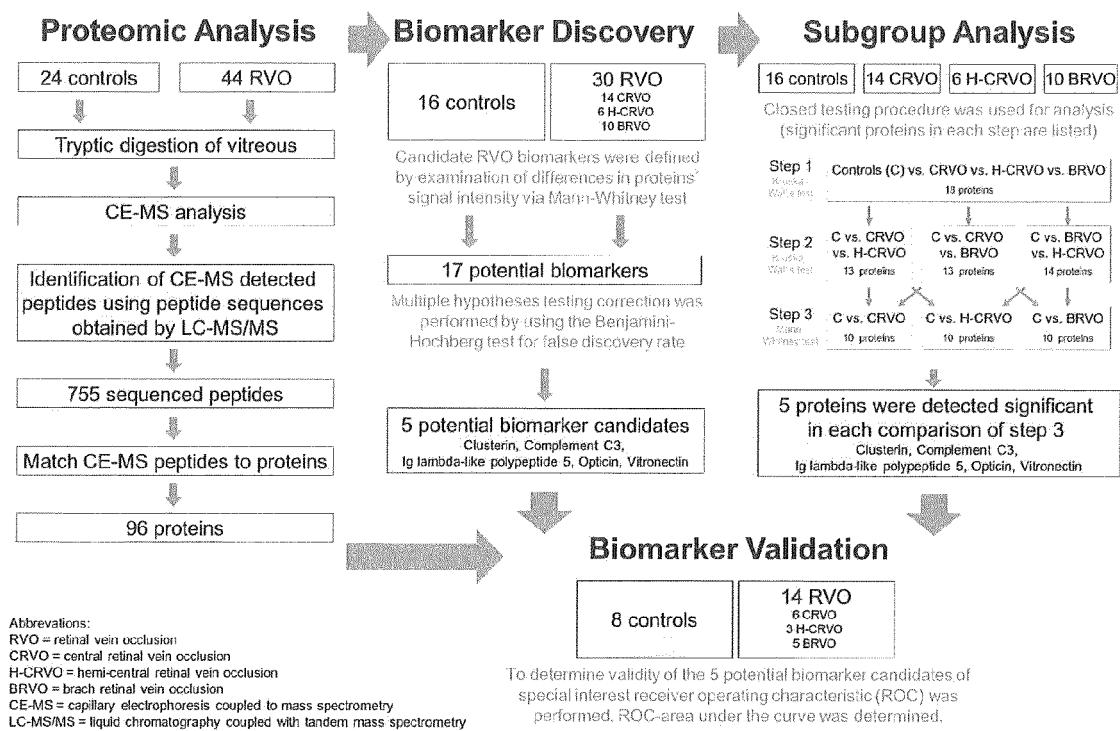 Proteomic Analysis
24 controls
44 RVO
Tryptic digestion of vitreous
CE-MS analysis
Identification of CE-MS detected
peptides using peptide sequences
obtained by LC-MS/MS
755 sequenced peptides
Match CE-MS peptides to proteins
96 proteins
Biomarker Discovery
16 controls
30 RVO
14 CRVO
6 H-CRVO
10 BRVO
Candidate RVO biomarkers were defined
by examination of differences in proteins'
signal intensity via Mann-Whitney test
17 potential biomarkers
Multiple hypotheses testing correction was
performed by using the Benjamini-
Hochberg test for false discovery rate
5 potential biomarker candidates
Clusterin, Complement C3,
Ig lambda-like polypeptide 5, Opticin, Vitronectin
Subgroup Analysis
16 controls
14 CRVO
6 H-CRVO
10 BRVO
Closed testing procedure was used for analysis
(significant proteins in each step are listed)
Step 1
Controls (C) vs. CRVO vs. H-CRVO vs. BRVO
proteins
Step 2
C vs. CRVO
vs. H-CRVO
13 proteins
C vs. CRVO
vs. BRVO
13 proteins
C vs. BRVO
vs. H-CRVO
14 proteins
Step 3
Mann
Whitney test
C vs. CRVO
10 proteins
C vs. H-CRVO
10 proteins
C vs. BRVO
10 proteins
5 proteins were detected significant
in each comparison of step 3
Clusterin, Complement C3,
Ig lambda-like polypeptide 5, Opticin, Vitronectin
Biomarker Validation
8 controls
14 RVO
6 CRVO
3 H-CRVO
5 BRVO
To determine validity of the 5 potential biomarker candidates of
special interest receiver operating characteristic (ROC) was
performed. ROC-area under the curve was determined.
Abbrevations:
RVO = retinal vein occlusion
CRVO = central retinal vein occlusion
H-CRVO = hemi-central retinal vein occlusion
BRVO = brach retinal vein occlusion
CE-MS = capillary electrophoresis coupled to mass spectrometry
LC-MS/MS = liquid chromatography coupled with tandem mass spectrometry